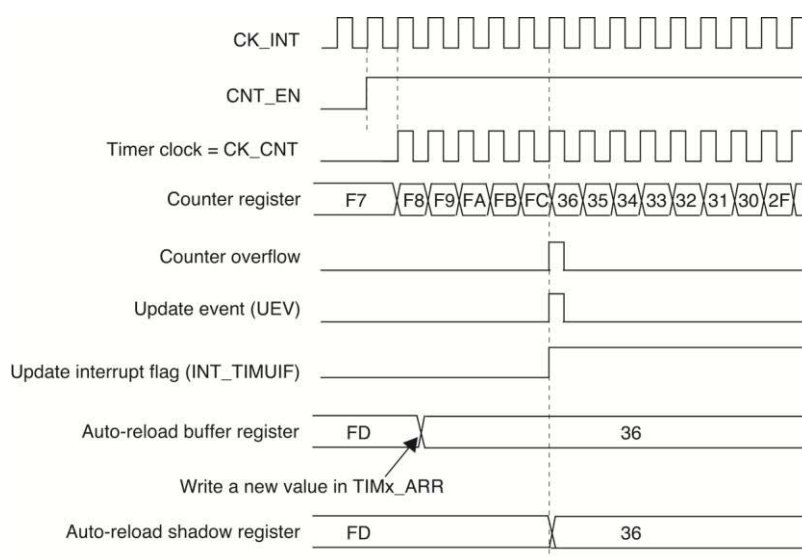 CK_INT
CNT_EN
Timer clock = CK_CNT
Counter register F7 F8 F9 FA FB FC 36 35 34 33 32 31 30 2F
Counter overflow
Update event (UEV)
Update interrupt flag (INT_TIMUIF)
Auto-reload buffer register FD 36
Write a new value in TIMx_ARR
Auto-reload shadow register FD 36